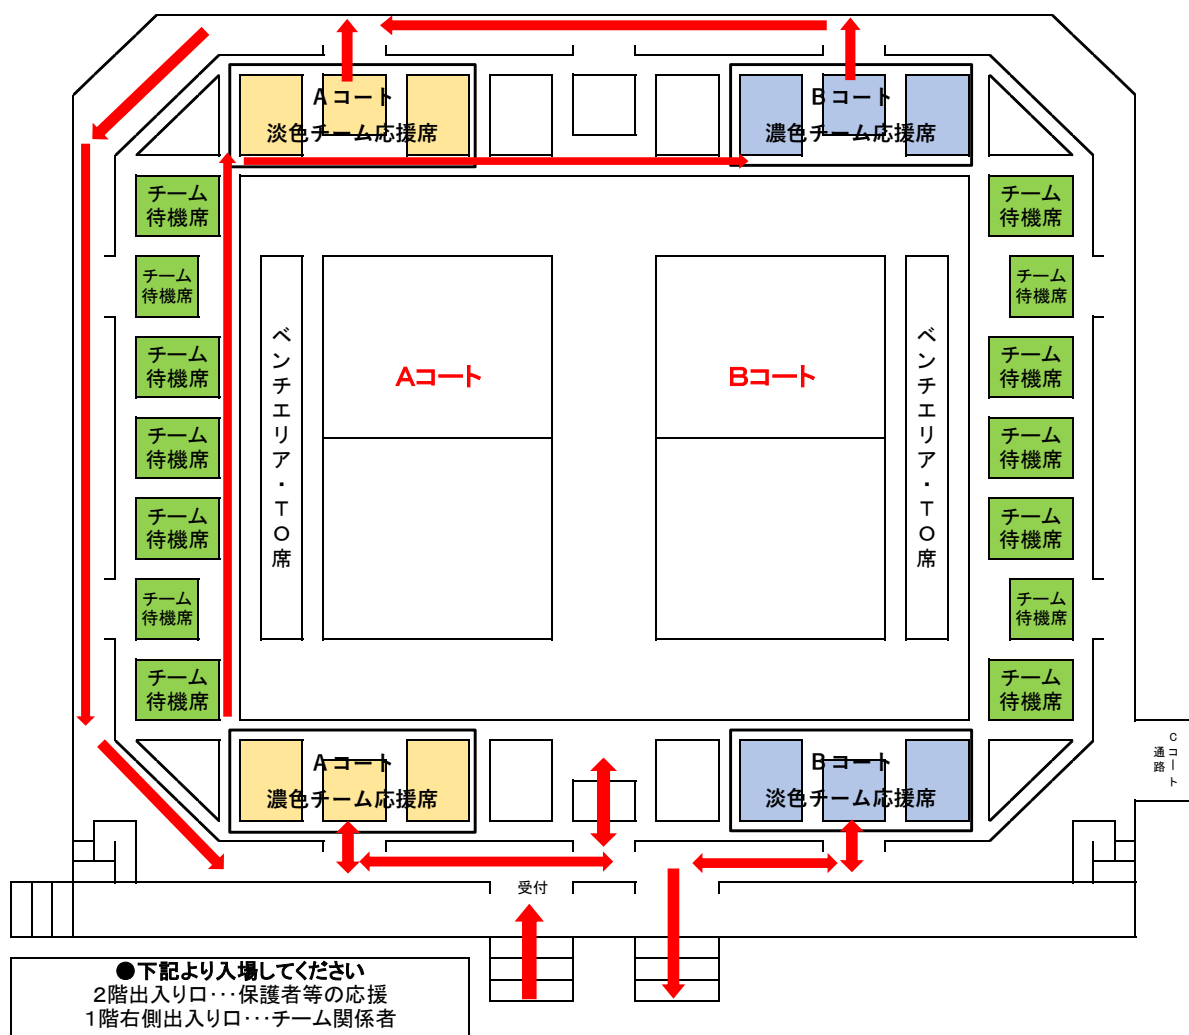 Aコート
淡色チーム応援席
Bコート
濃色チーム応援席
チーム
待機席
チーム
待機席
チーム
待機席
チーム
待機席
チーム
待機席
チーム
待機席
チーム
待機席
ベンチエリア・TO席
Aコート
Bコート
ベンチエリア・TO席
チーム
待機席
チーム
待機席
チーム
待機席
チーム
待機席
チーム
待機席
チーム
待機席
チーム
待機席
Aコート
濃色チーム応援席
Bコート
淡色チーム応援席
Cコート
通路
受付
●下記より入場してください
2階出入り口･･･保護者等の応援
1階右側出入り口･･･チーム関係者